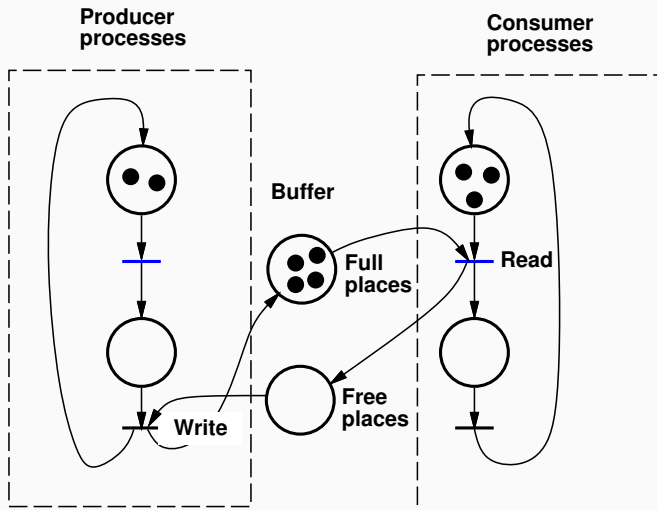 Producer
processes
Consumer
processes
Buffer
Full
places
Read
Free
places
Write